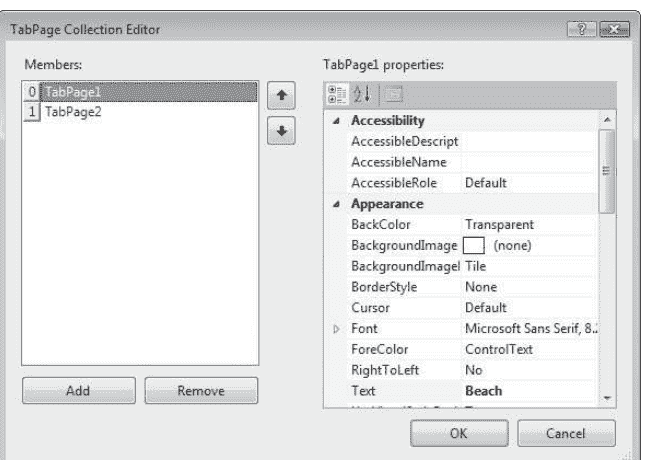 TabPage Collection Editor
Members:
0 TabPage1
1 TabPage2
Add
Remove
TabPage1 properties:
Accessibility
AccessibleDescript
AccessibleName
AccessibleRole Default
Appearance
BackColor Transparent
BackgroundImage (none)
BackgroundImagel Tile
BorderStyle None
Cursor Default
Font Microsoft Sans Serif, 8.
ForeColor ControlText
RightToLeft No
Text Beach
OK
Cancel